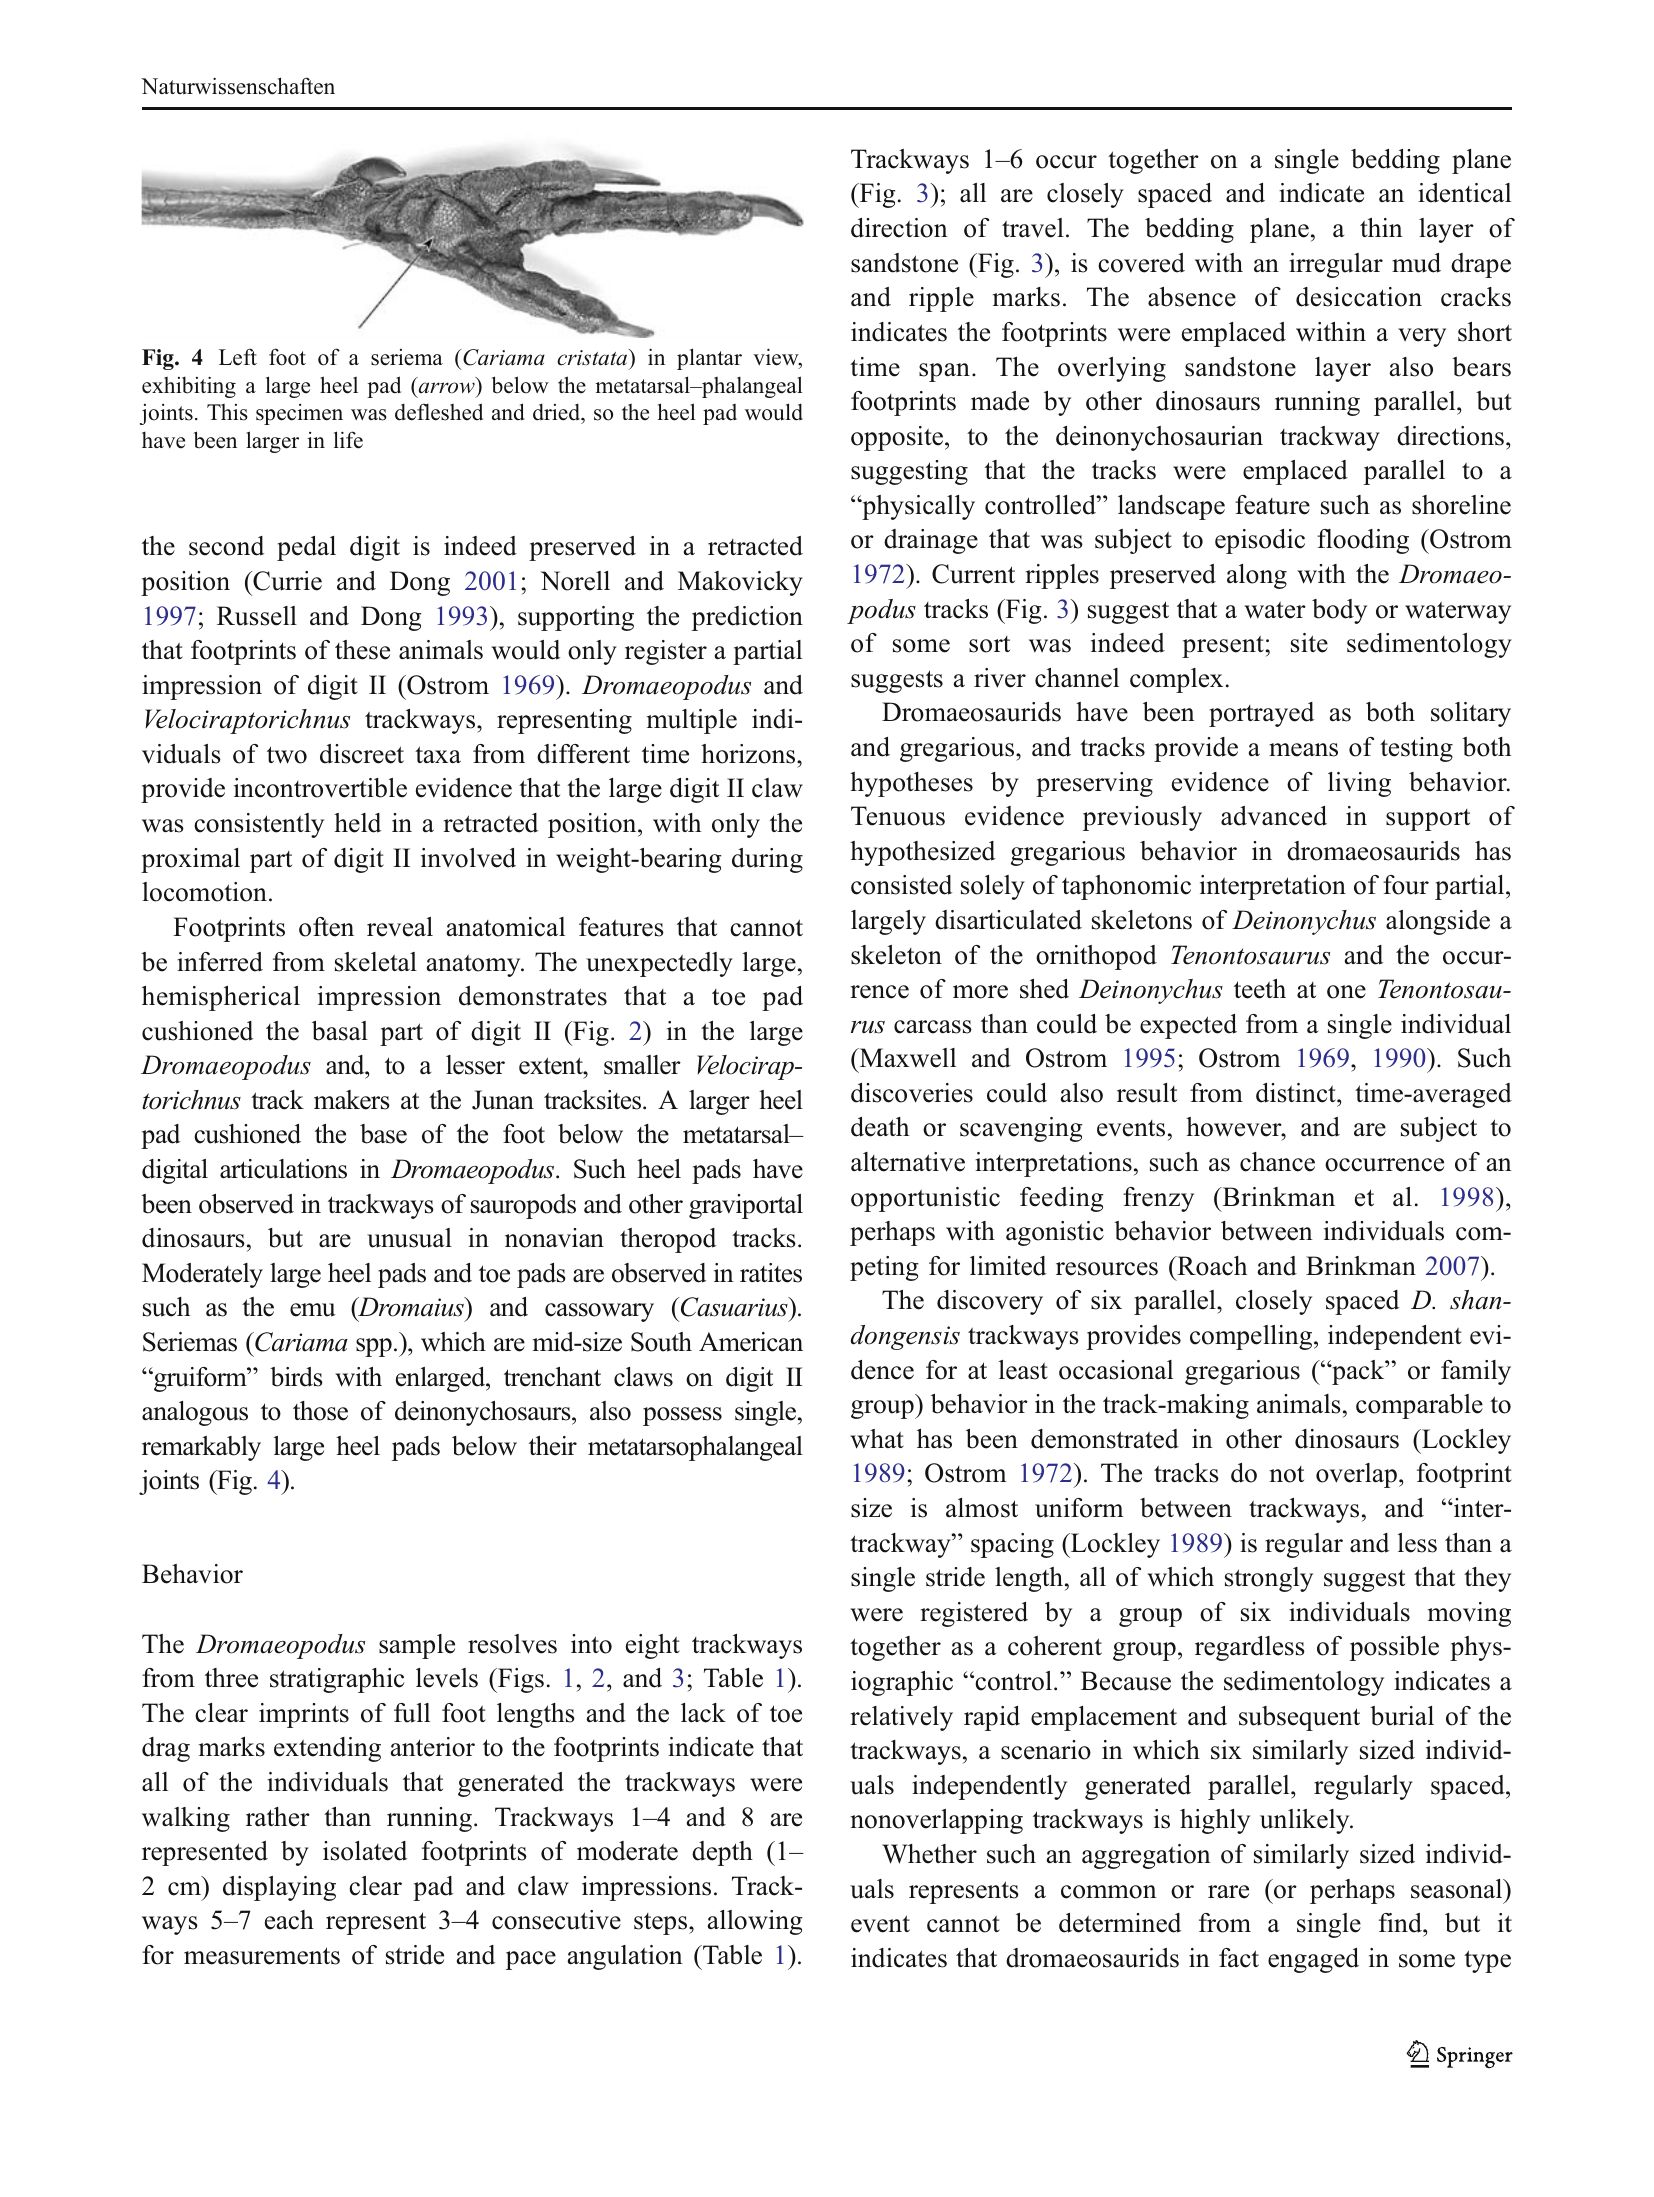 Naturwissenschaften
Fig. 4 Left foot of a seriema (Cariama cristata) in plantar view,
exhibiting a large heel pad (arrow) below the metatarsal–phalangeal
joints. This specimen was defleshed and dried, so the heel pad would
have been larger in life
the second pedal digit is indeed preserved in a retracted
position (Currie and Dong 2001; Norell and Makovicky
1997; Russell and Dong 1993), supporting the prediction
that footprints of these animals would only register a partial
impression of digit II (Ostrom 1969). Dromaeopodus and
Velociraptorichnus trackways, representing multiple indi-
viduals of two discreet taxa from different time horizons,
provide incontrovertible evidence that the large digit II claw
was consistently held in a retracted position, with only the
proximal part of digit II involved in weight-bearing during
locomotion.
Footprints often reveal anatomical features that cannot
be inferred from skeletal anatomy. The unexpectedly large,
hemispherical impression demonstrates that a toe pad
cushioned the basal part of digit II (Fig. 2) in the large
Dromaeopodus and, to a lesser extent, smaller Velocirap-
torichnus track makers at the Junan tracksites. A larger heel
pad cushioned the base of the foot below the metatarsal–
digital articulations in Dromaeopodus. Such heel pads have
been observed in trackways of sauropods and other graviportal
dinosaurs, but are unusual in nonavian theropod tracks.
Moderately large heel pads and toe pads are observed in ratites
such as the emu (Dromaius) and cassowary (Casuarius).
Seriemas (Cariama spp.), which are mid-size South American
“gruiform” birds with enlarged, trenchant claws on digit II
analogous to those of deinonychosaurs, also possess single,
remarkably large heel pads below their metatarsophalangeal
joints (Fig. 4).
Behavior
The Dromaeopodus sample resolves into eight trackways
from three stratigraphic levels (Figs. 1, 2, and 3; Table 1).
The clear imprints of full foot lengths and the lack of toe
drag marks extending anterior to the footprints indicate that
all of the individuals that generated the trackways were
walking rather than running. Trackways 1–4 and 8 are
represented by isolated footprints of moderate depth (1–
2 cm) displaying clear pad and claw impressions. Track-
ways 5–7 each represent 3–4 consecutive steps, allowing
for measurements of stride and pace angulation (Table 1).
Trackways 1–6 occur together on a single bedding plane
(Fig. 3); all are closely spaced and indicate an identical
direction of travel. The bedding plane, a thin layer of
sandstone (Fig. 3), is covered with an irregular mud drape
and ripple marks. The absence of desiccation cracks
indicates the footprints were emplaced within a very short
time span. The overlying sandstone layer also bears
footprints made by other dinosaurs running parallel, but
opposite, to the deinonychosaurian trackway directions,
suggesting that the tracks were emplaced parallel to a
“physically controlled” landscape feature such as shoreline
or drainage that was subject to episodic flooding (Ostrom
1972). Current ripples preserved along with the Dromaeo-
podus tracks (Fig. 3) suggest that a water body or waterway
of some sort was indeed present; site sedimentology
suggests a river channel complex.
Dromaeosaurids have been portrayed as both solitary
and gregarious, and tracks provide a means of testing both
hypotheses by preserving evidence of living behavior.
Tenuous evidence previously advanced in support of
hypothesized gregarious behavior in dromaeosaurids has
consisted solely of taphonomic interpretation of four partial,
largely disarticulated skeletons of Deinonychus alongside a
skeleton of the ornithopod Tenontosaurus and the occur-
rence of more shed Deinonychus teeth at one Tenontosau-
rus carcass than could be expected from a single individual
(Maxwell and Ostrom 1995; Ostrom 1969, 1990). Such
discoveries could also result from distinct, time-averaged
death or scavenging events, however, and are subject to
alternative interpretations, such as chance occurrence of an
opportunistic feeding frenzy (Brinkman et al. 1998),
perhaps with agonistic behavior between individuals com-
peting for limited resources (Roach and Brinkman 2007).
The discovery of six parallel, closely spaced D. shan-
dongensis trackways provides compelling, independent evi-
dence for at least occasional gregarious (“pack” or family
group) behavior in the track-making animals, comparable to
what has been demonstrated in other dinosaurs (Lockley
1989; Ostrom 1972). The tracks do not overlap, footprint
size is almost uniform between trackways, and “inter-
trackway” spacing (Lockley 1989) is regular and less than a
single stride length, all of which strongly suggest that they
were registered by a group of six individuals moving
together as a coherent group, regardless of possible phys-
iographic “control.” Because the sedimentology indicates a
relatively rapid emplacement and subsequent burial of the
trackways, a scenario in which six similarly sized individ-
uals independently generated parallel, regularly spaced,
nonoverlapping trackways is highly unlikely.
Whether such an aggregation of similarly sized individ-
uals represents a common or rare (or perhaps seasonal)
event cannot be determined from a single find, but it
indicates that dromaeosaurids in fact engaged in some type
Springer